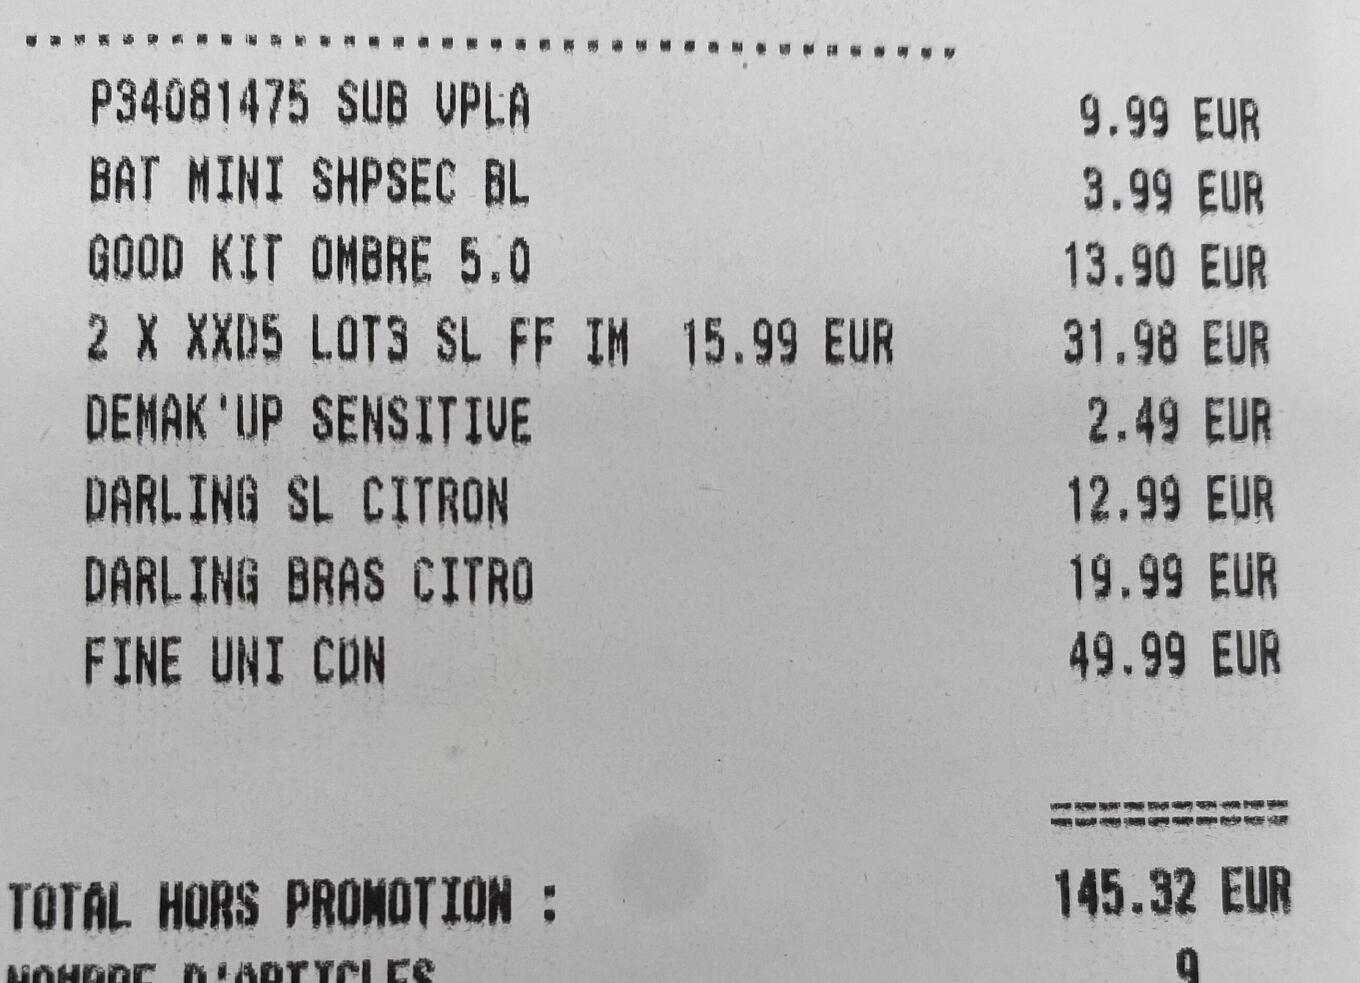 P34081475 SUB VPLA 9.99 EUR
BAT MINI SHPSEC BL 3.99 EUR
GOOD KIT OMBRE 5.0 13.90 EUR
2 X XXD5 LOT3 SL FF IM 15.99 EUR 31.98 EUR
DEMAK'UP SENSITIVE 2.49 EUR
DARLING SL CITRON 12.99 EUR
DARLING BRAS CITRO 19.99 EUR
FINE UNI CDN 49.99 EUR
==========
TOTAL HORS PROMOTION : 145.32 EUR
NOMBRE D'ARTICLES 9